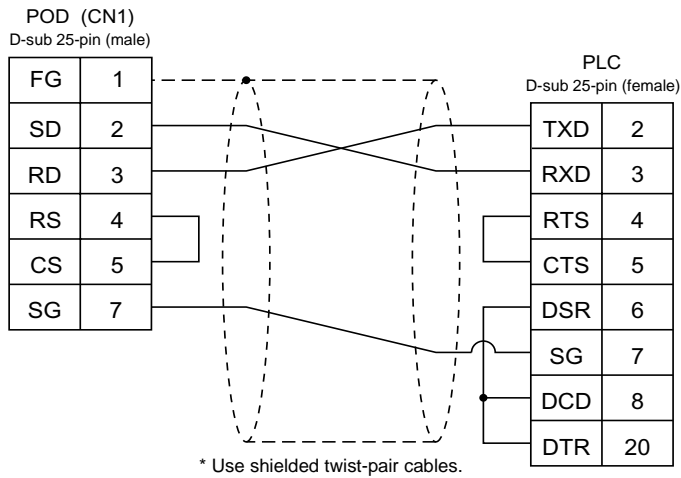 POD (CN1)
D-sub 25-pin (male)
FG 1
SD 2
RD 3
RS 4
CS 5
SG 7
PLC
D-sub 25-pin (female)
TXD 2
RXD 3
RTS 4
CTS 5
DSR 6
SG 7
DCD 8
DTR 20
* Use shielded twist-pair cables.